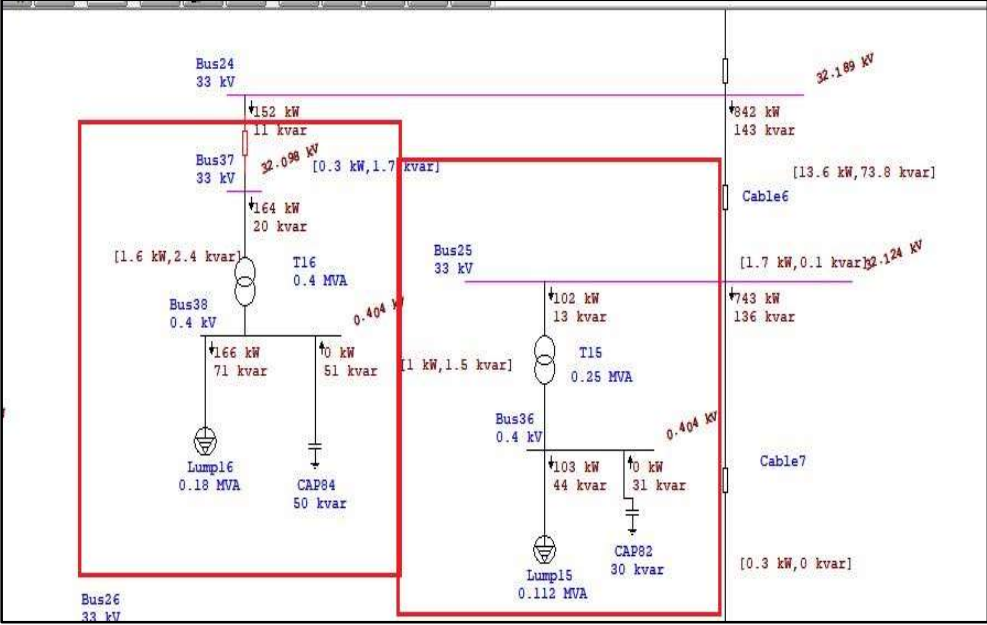 Bus24
33 kV
32.189 kV
152 kW
11 kvar
842 kW
143 kvar
Bus37
33 kV
32.098 kV
[0.3 kW,1.7 kvar]
[13.6 kW,73.8 kvar]
Cable6
164 kW
20 kvar
[1.6 kW,2.4 kvar]
T16
0.4 MVA
Bus25
33 kV
[1.7 kW,0.1 kvar]
32.124 kV
102 kW
13 kvar
743 kW
136 kvar
Bus38
0.4 kV
0.404 kV
166 kW
71 kvar
0 kW
51 kvar
[1 kW,1.5 kvar]
T15
0.25 MVA
Bus36
0.4 kV
0.404 kV
103 kW
44 kvar
0 kW
31 kvar
Cable7
Lump16
0.18 MVA
CAP84
50 kvar
CAP82
30 kvar
Lump15
0.112 MVA
[0.3 kW,0 kvar]
Bus26
33 kV